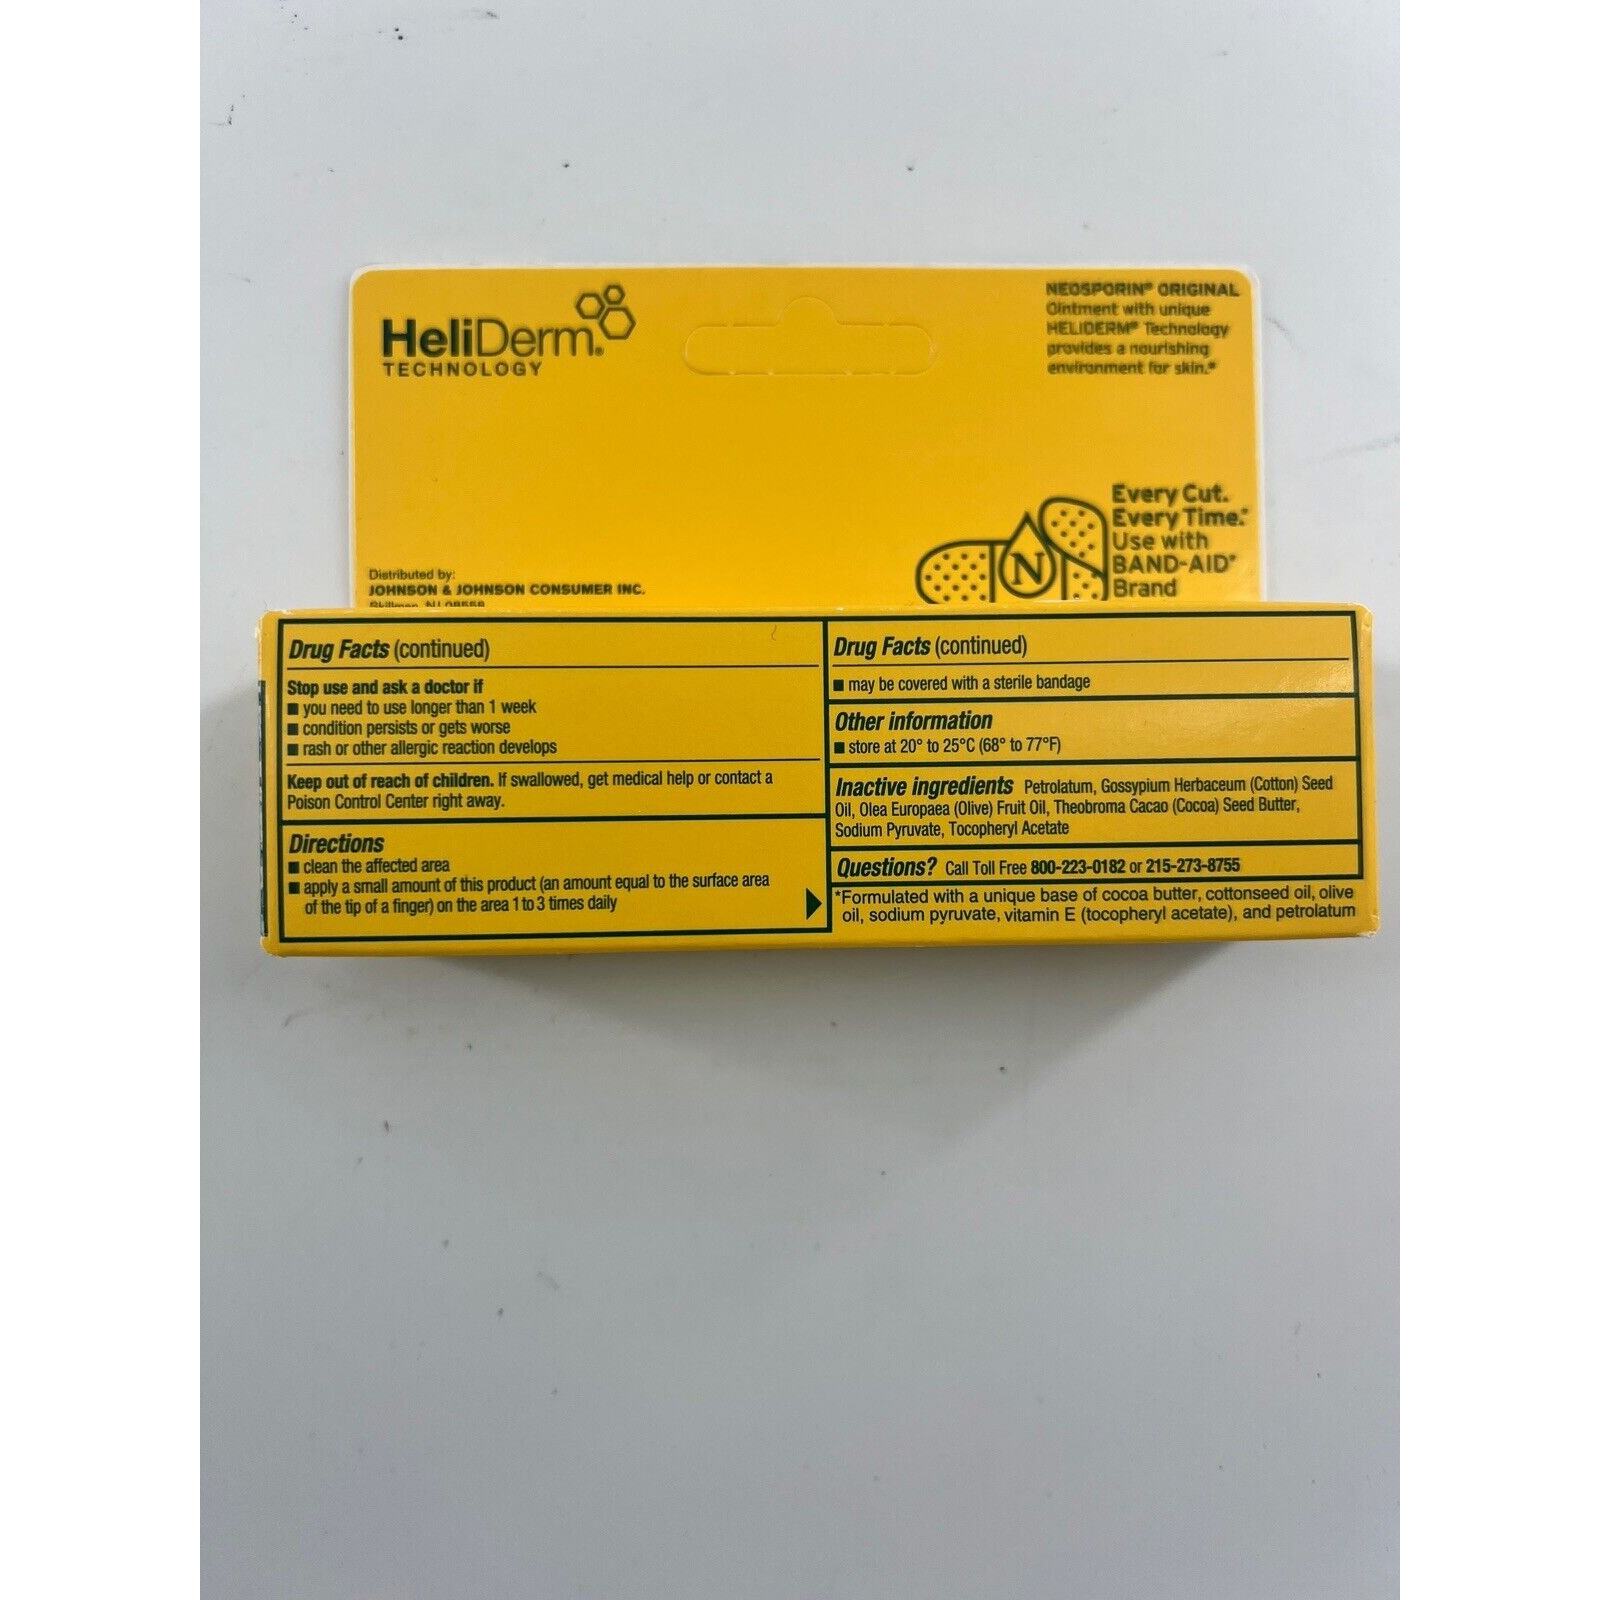 HeliDerm®
TECHNOLOGY
NEOSPORIN® ORIGINAL
Ointment with unique
HELIDERM® Technology
provides a nourishing
environment for skin.*
Every Cut.
Every Time.®
Use with
BAND-AID®
Brand
N
Distributed by:
JOHNSON & JOHNSON CONSUMER INC.
Skillman, NJ 08558
Drug Facts (continued)
Stop use and ask a doctor if
■ you need to use longer than 1 week
■ condition persists or gets worse
■ rash or other allergic reaction develops
Keep out of reach of children. If swallowed, get medical help or contact a
Poison Control Center right away.
Directions
■ clean the affected area
■ apply a small amount of this product (an amount equal to the surface area
of the tip of a finger) on the area 1 to 3 times daily
Drug Facts (continued)
■ may be covered with a sterile bandage
Other information
■ store at 20° to 25°C (68° to 77°F)
Inactive ingredients Petrolatum, Gossypium Herbaceum (Cotton) Seed
Oil, Olea Europaea (Olive) Fruit Oil, Theobroma Cacao (Cocoa) Seed Butter,
Sodium Pyruvate, Tocopheryl Acetate
Questions? Call Toll Free 800-223-0182 or 215-273-8755
*Formulated with a unique base of cocoa butter, cottonseed oil, olive
oil, sodium pyruvate, vitamin E (tocopheryl acetate), and petrolatum